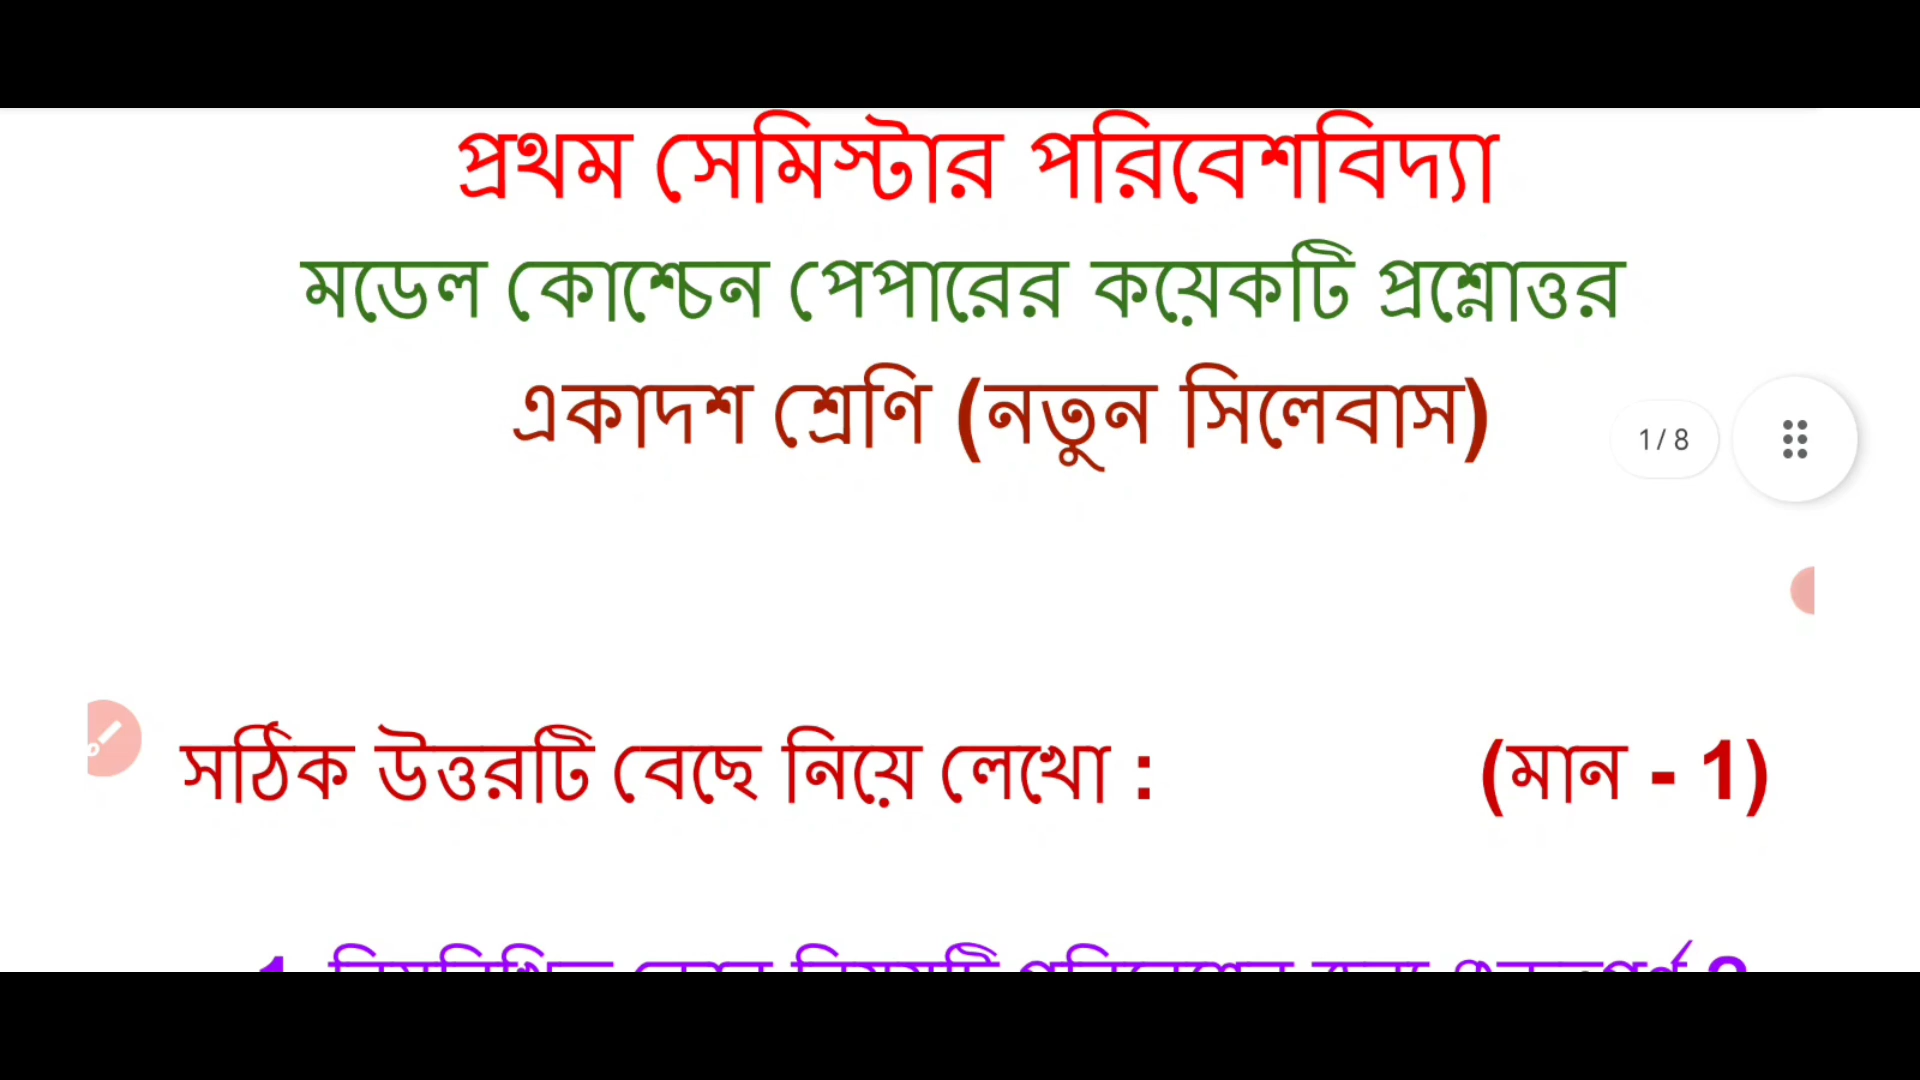 প্রথম সেমিস্টার পরিবেশবিদ্যা
মডেল কোশ্চেন পেপারের কয়েকটি প্রশ্নোত্তর
একাদশ শ্রেণি (নতুন সিলেবাস)
1 / 8
সঠিক উত্তরটি বেছে নিয়ে লেখো : (মান - 1)